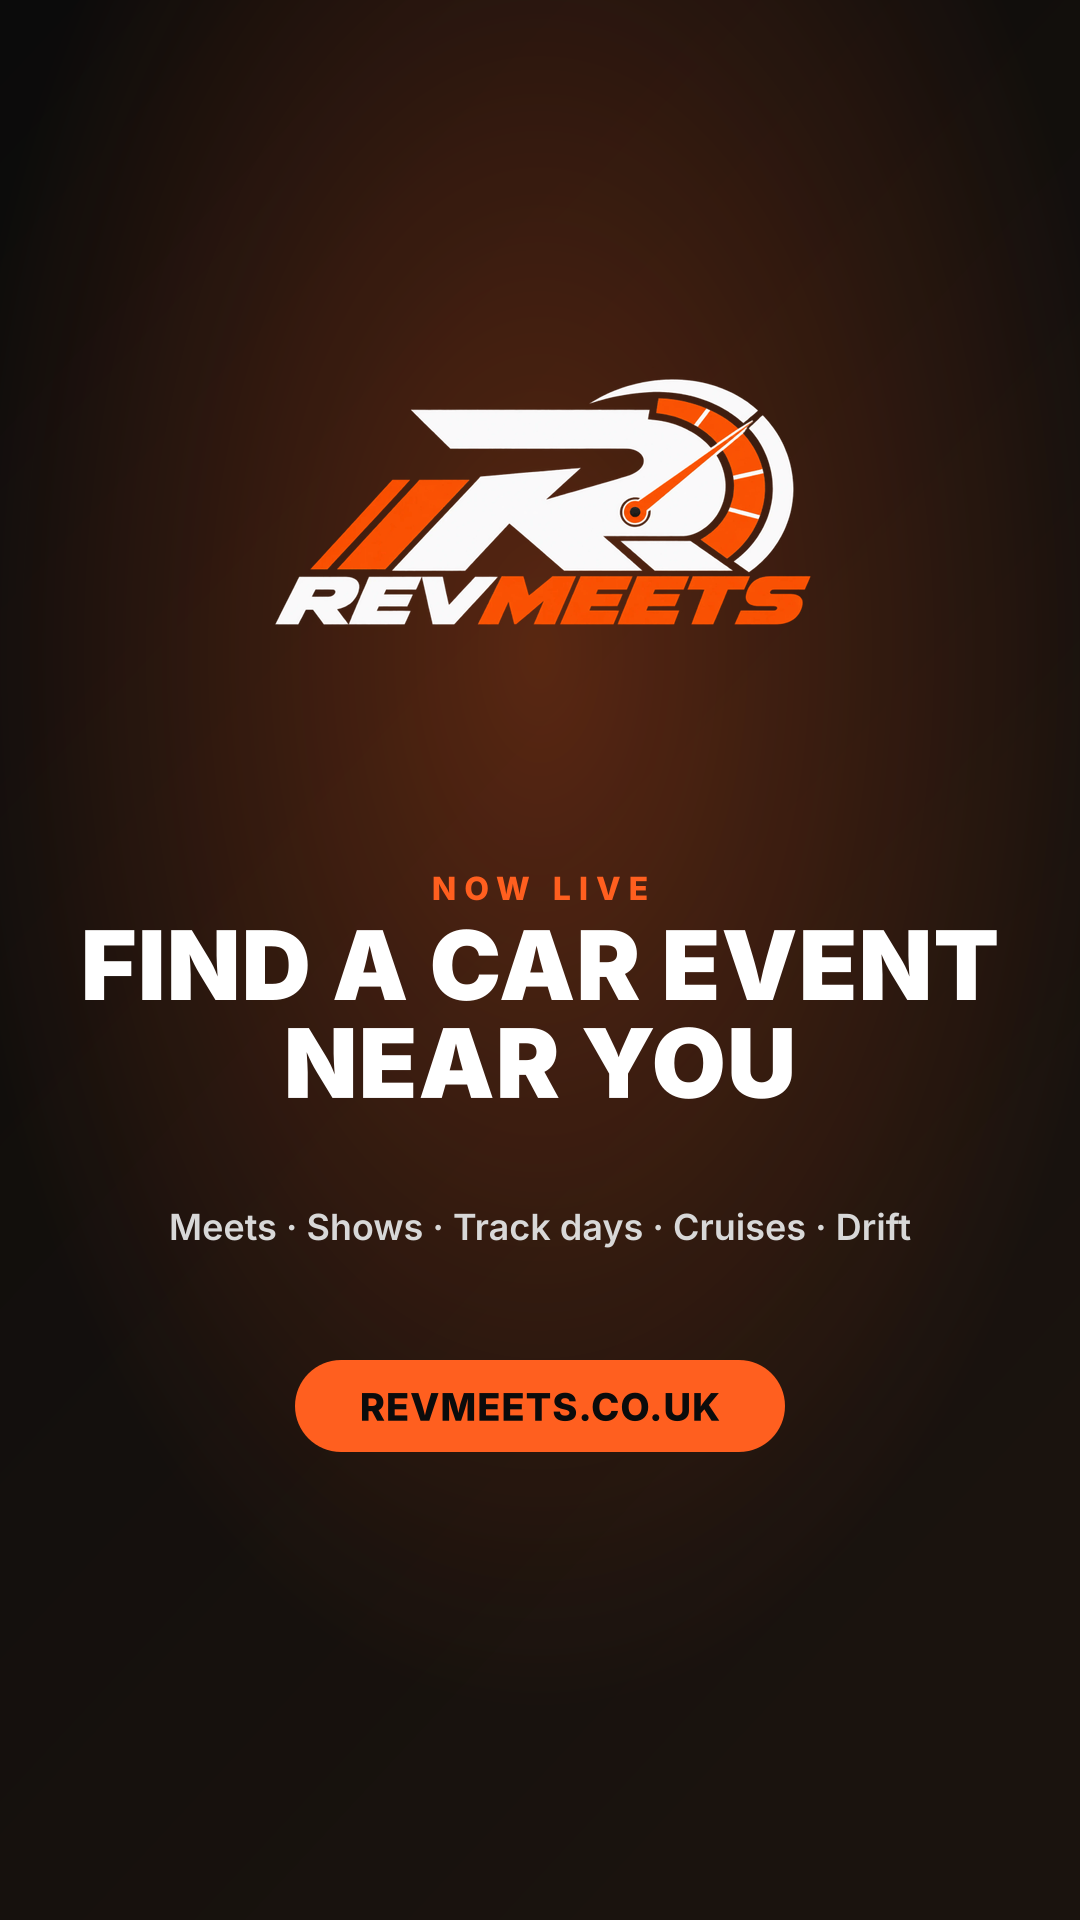 REVMEETS
NOW LIVE
FIND A CAR EVENT
NEAR YOU
Meets · Shows · Track days · Cruises · Drift
REVMEETS.CO.UK